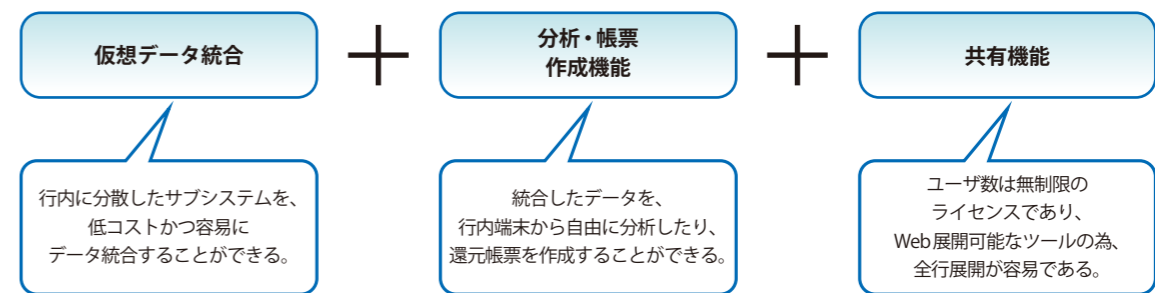 仮想データ統合
＋
分析・帳票
作成機能
＋
共有機能
行内に分散したサブシステムを、
低コストかつ容易に
データ統合することができる。
統合したデータを、
行内端末から自由に分析したり、
還元帳票を作成することができる。
ユーザ数は無制限の
ライセンスであり、
Web展開可能なツールの為、
全行展開が容易である。